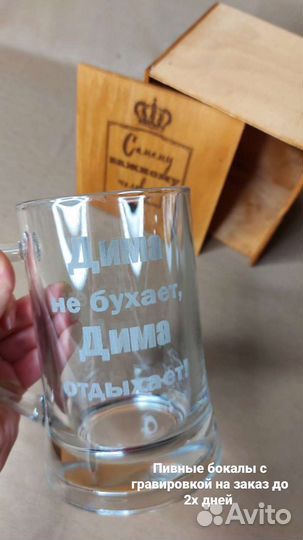 Самому
важному
Дима
не бухает,
Дима
отдыхает!
Пивные бокалы с
гравировкой на заказ до
2х дней
Avito